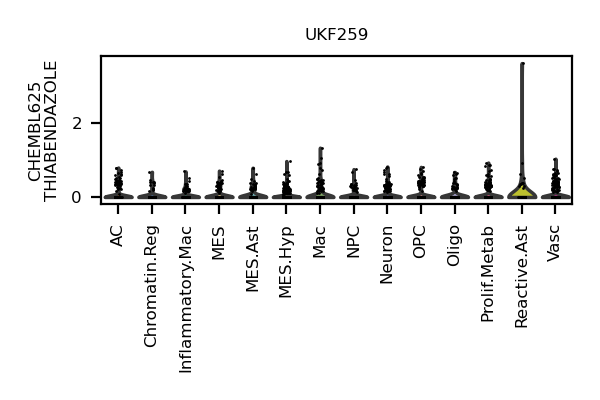 UKF259
CHEMBL625
THIABENDAZOLE
2
0
AC
Chromatin.Reg
Inflammatory.Mac
MES
MES.Ast
MES.Hyp
Mac
NPC
Neuron
OPC
Oligo
Prolif.Metab
Reactive.Ast
Vasc